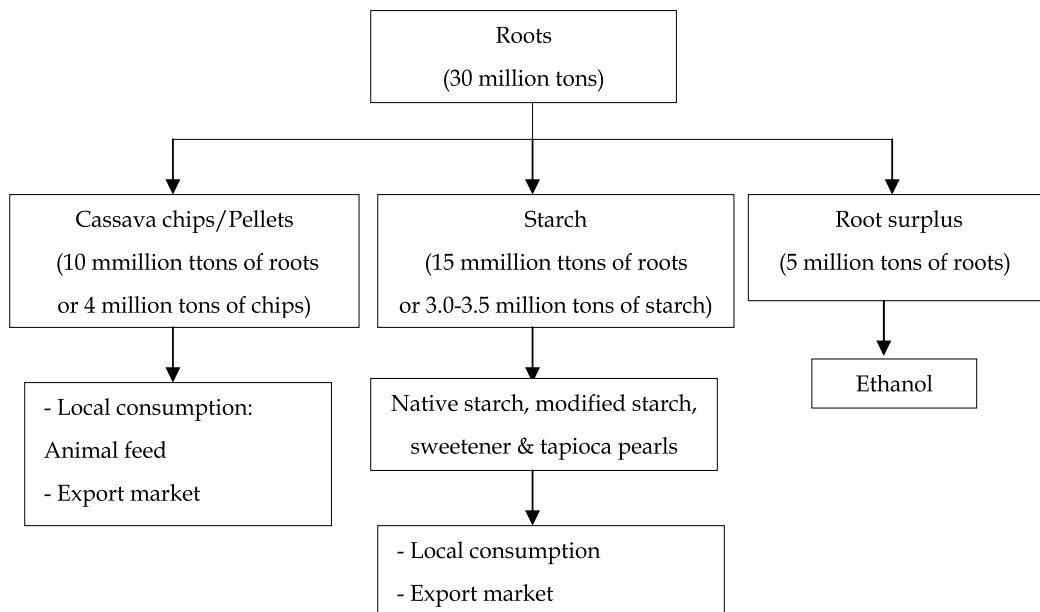 Roots
(30 million tons)
Cassava chips/Pellets
(10 mmillion ttons of roots
or 4 million tons of chips)
Starch
(15 mmillion ttons of roots
or 3.0-3.5 million tons of starch)
Root surplus
(5 million tons of roots)
- Local consumption:
Animal feed
- Export market
Native starch, modified starch,
sweetener & tapioca pearls
Ethanol
- Local consumption
- Export market